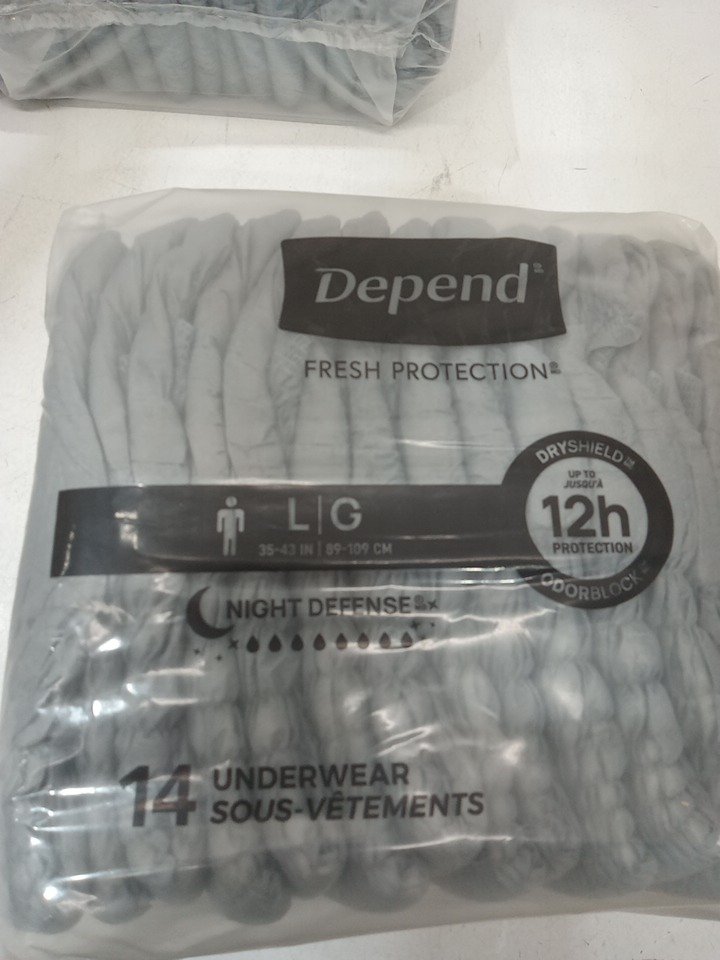 Depend®
FRESH PROTECTION
DRYSHIELD
UP TO
JUSQU'À
12h
PROTECTION
ODORBLOCK
L|G
35-43 IN | 89-109 CM
NIGHT DEFENSE
14 UNDERWEAR
SOUS-VÊTEMENTS